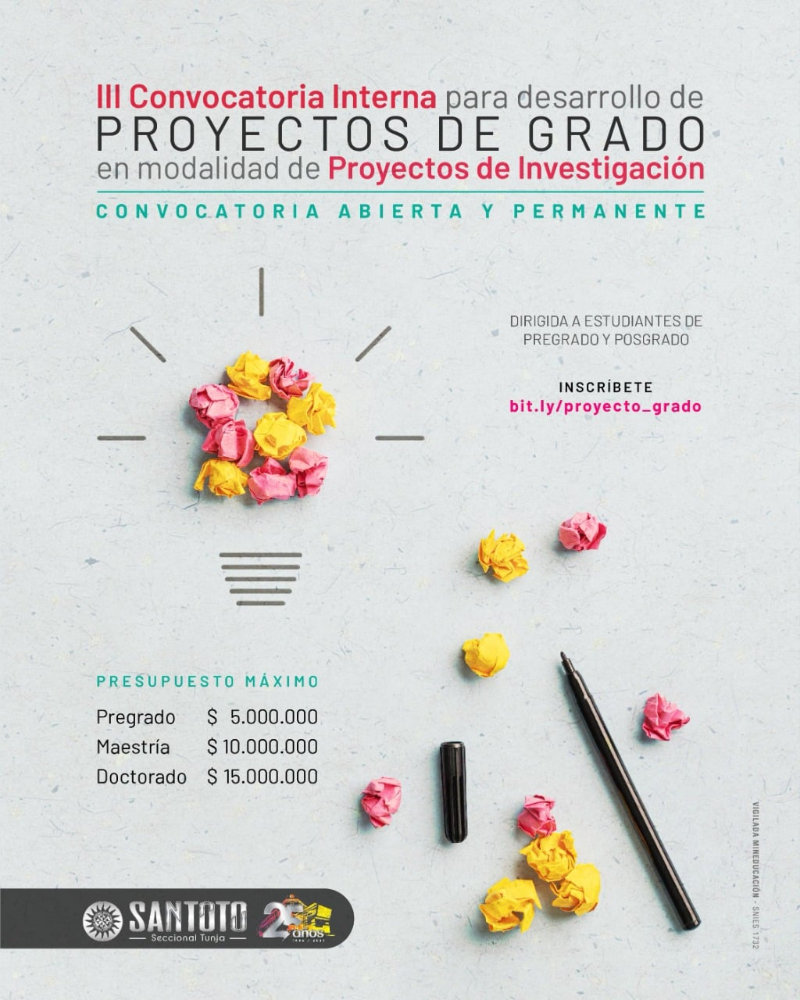 III Convocatoria Interna para desarrollo de
PROYECTOS DE GRADO
en modalidad de Proyectos de Investigación
CONVOCATORIA ABIERTA Y PERMANENTE
DIRIGIDA A ESTUDIANTES DE
PREGRADO Y POSGRADO
INSCRÍBETE
bit.ly/proyecto_grado
PRESUPUESTO MÁXIMO
Pregrado $ 5.000.000
Maestría $ 10.000.000
Doctorado $ 15.000.000
VIGILADA MINEDUCACIÓN - SNIES 1732
SANTOTO
Seccional Tunja
25
años